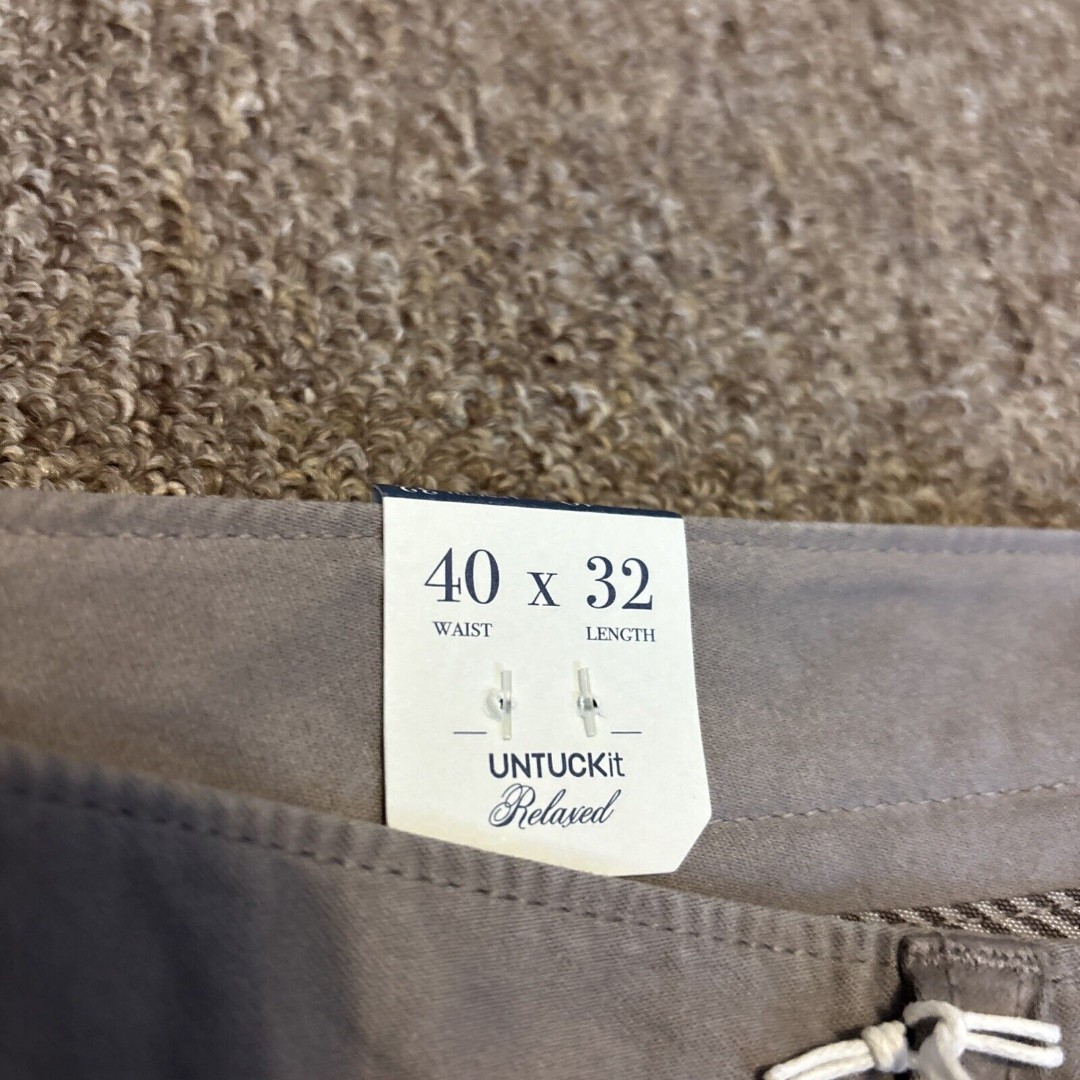 40 x 32
WAIST LENGTH
UNTUCKit
Relaxed